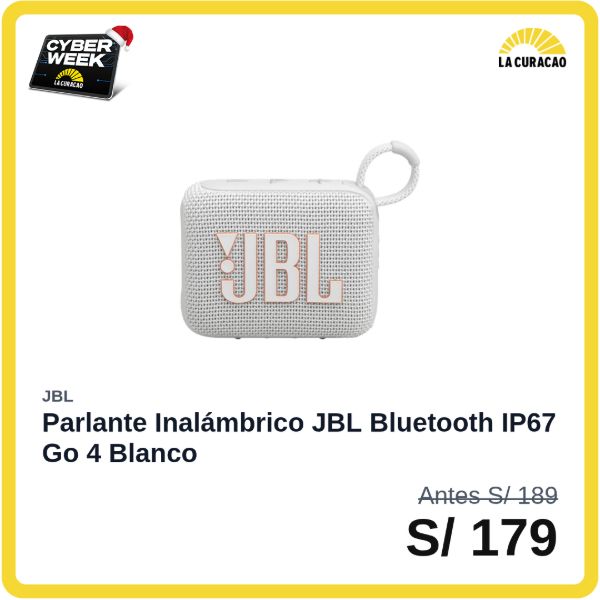 CYBER
WEEK
LA CURACAO
LA CURACAO
JBL
JBL
Parlante Inalámbrico JBL Bluetooth IP67
Go 4 Blanco
Antes S/ 189
S/ 179